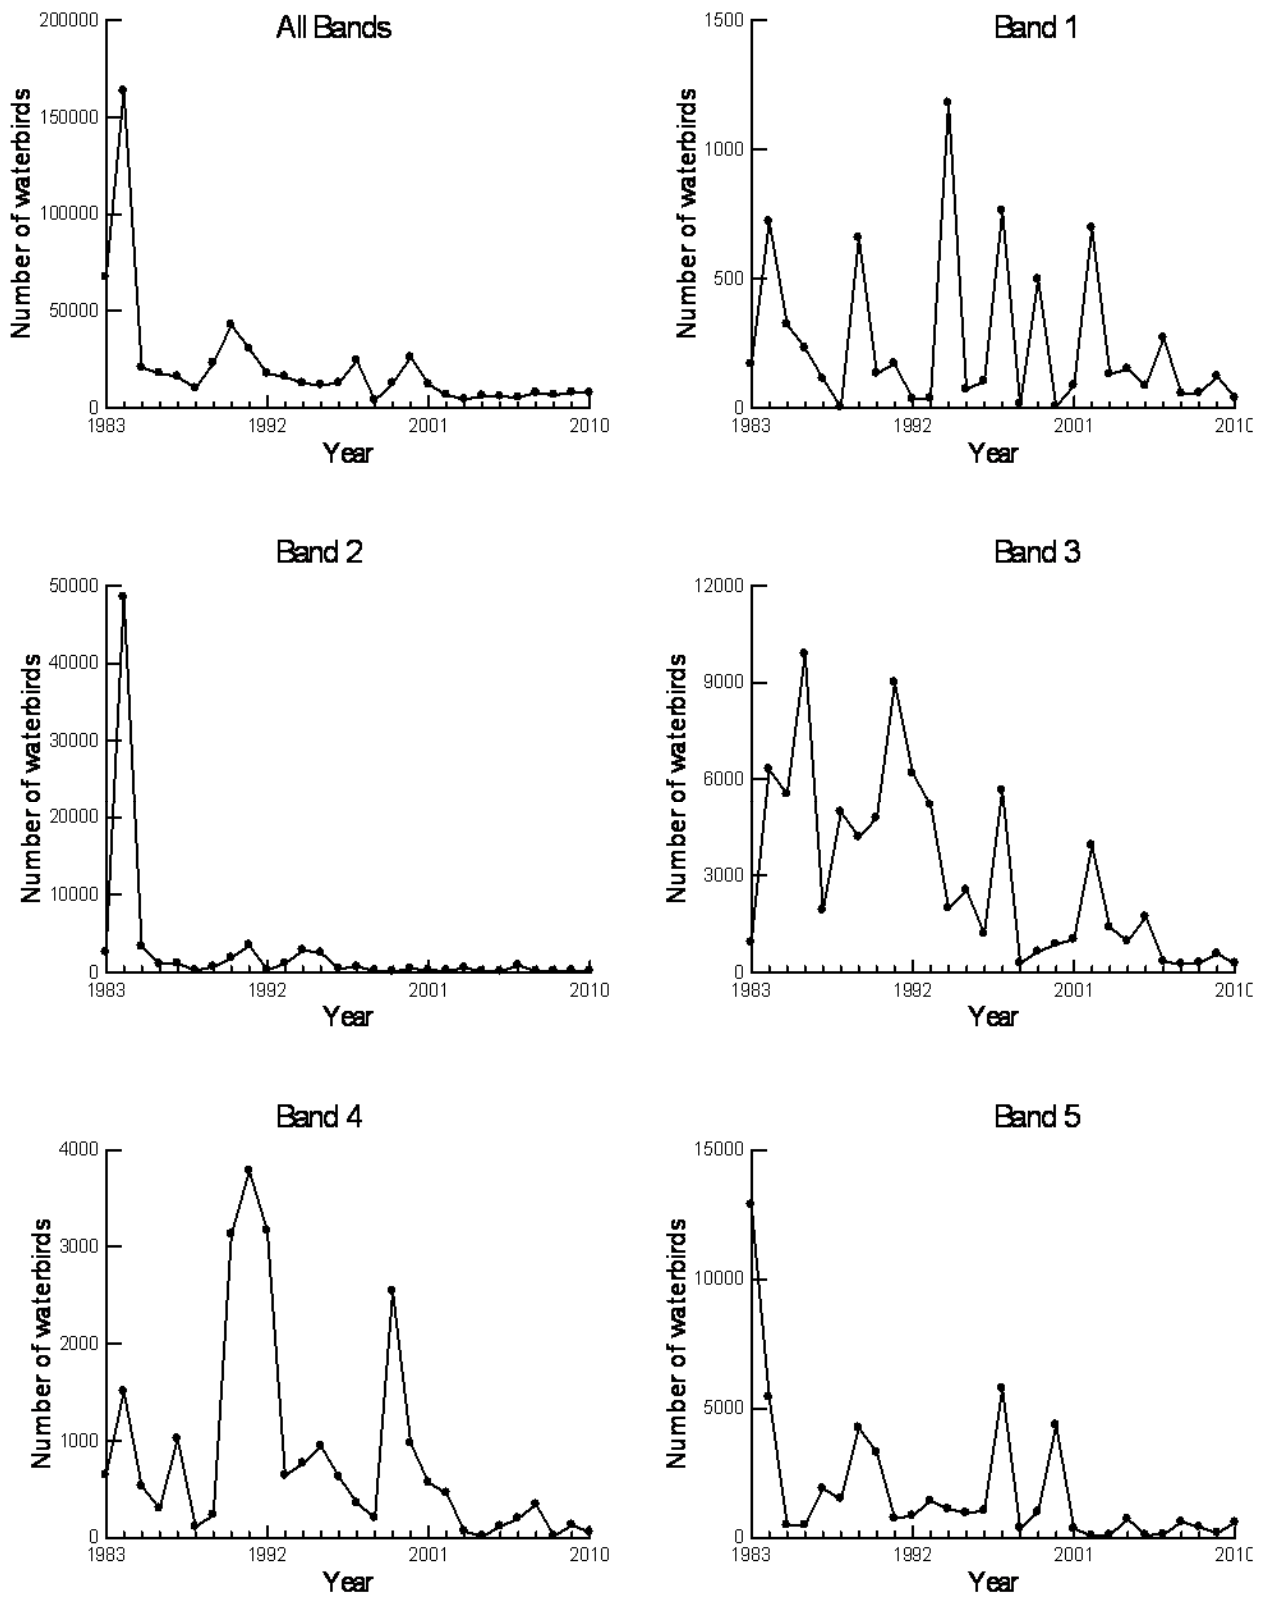 All Bands
200000
150000
100000
50000
0
Number of waterbirds
1983
1992
2001
2010
Year
Band 1
1500
1000
500
0
Number of waterbirds
1983
1992
2001
2010
Year
Band 2
50000
40000
30000
20000
10000
0
Number of waterbirds
1983
1992
2001
2010
Year
Band 3
12000
9000
6000
3000
0
Number of waterbirds
1983
1992
2001
2010
Year
Band 4
4000
3000
2000
1000
0
Number of waterbirds
1983
1992
2001
2010
Year
Band 5
15000
10000
5000
0
Number of waterbirds
1983
1992
2001
2010
Year